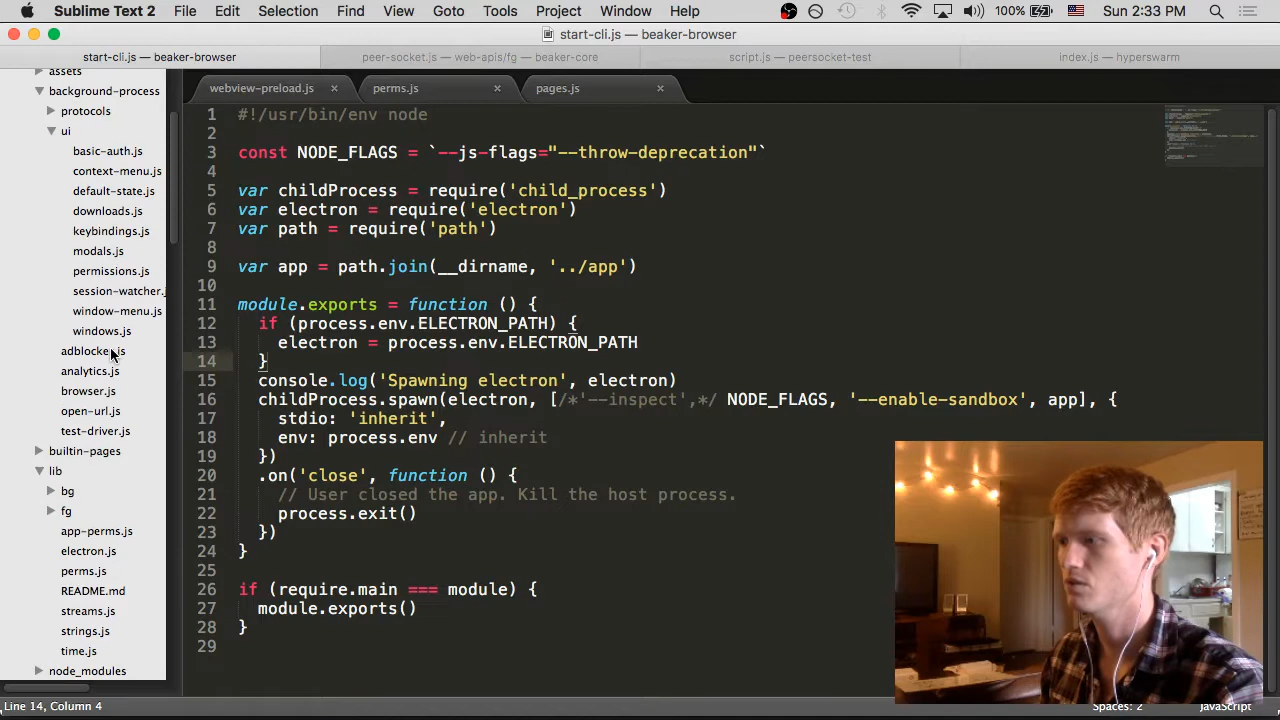 Sublime Text 2 File Edit Selection Find View Goto Tools Project Window Help 100% Sun 2:33 PM
start-cli.js — beaker-browser
start-cli.js — beaker-browser peer-socket.js — web-apis/fg — beaker-core script.js — peersocket-test index.js — hyperswarm
webview-preload.js × perms.js × pages.js ×
assets
background-process
protocols
ui
basic-auth.js
context-menu.js
default-state.js
downloads.js
keybindings.js
modals.js
permissions.js
session-watcher.j
window-menu.js
windows.js
adblocker.js
analytics.js
browser.js
open-url.js
test-driver.js
builtin-pages
lib
bg
fg
app-perms.js
electron.js
perms.js
README.md
streams.js
strings.js
time.js
node_modules
1 #!/usr/bin/env node
2
3 const NODE_FLAGS = `--js-flags="--throw-deprecation"`
4
5 var childProcess = require('child_process')
6 var electron = require('electron')
7 var path = require('path')
8
9 var app = path.join(__dirname, '../app')
10
11 module.exports = function () {
12 if (process.env.ELECTRON_PATH) {
13 electron = process.env.ELECTRON_PATH
14 }
15 console.log('Spawning electron', electron)
16 childProcess.spawn(electron, [/*'--inspect',*/ NODE_FLAGS, '--enable-sandbox', app], {
17 stdio: 'inherit',
18 env: process.env // inherit
19 })
20 .on('close', function () {
21 // User closed the app. Kill the host process.
22 process.exit()
23 })
24 }
25
26 if (require.main === module) {
27 module.exports()
28 }
29
Line 14, Column 4 Spaces: 2 JavaScript